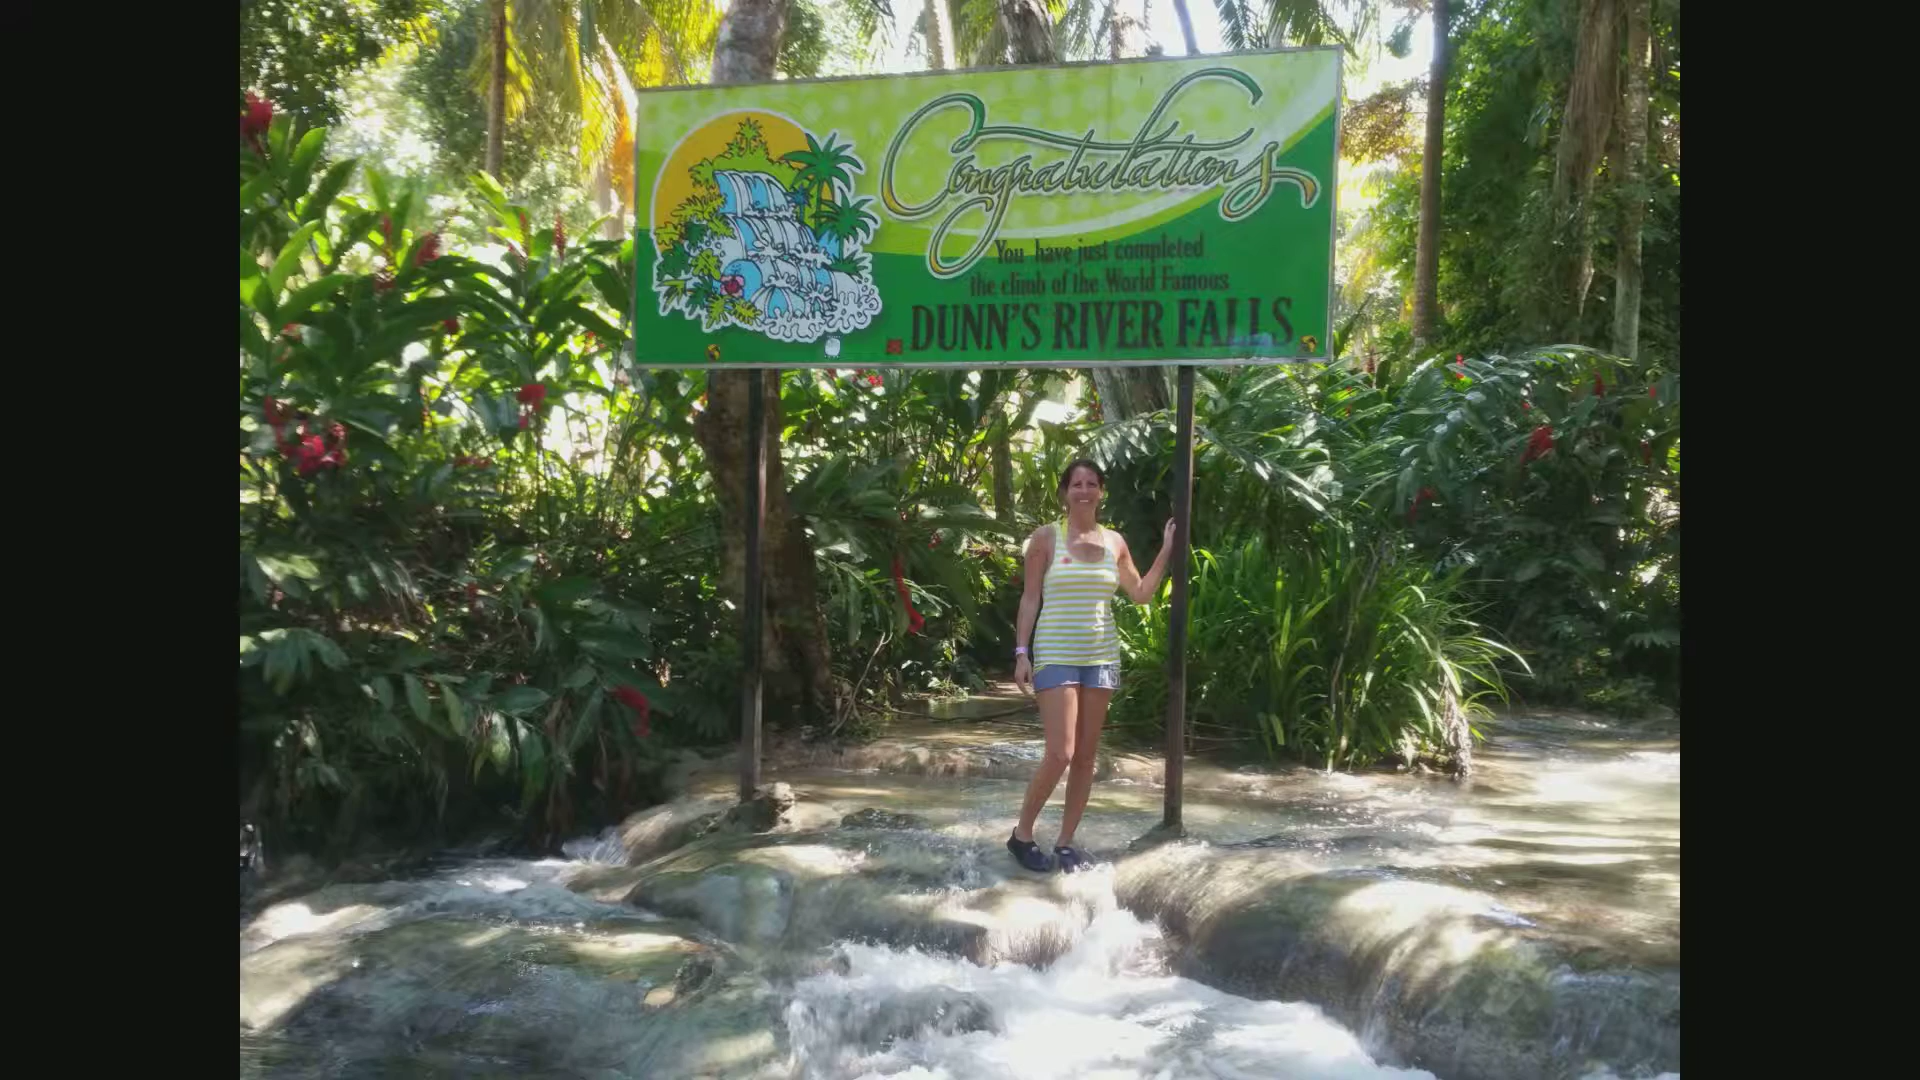 Congratulations
You have just completed
the climb of the World Famous
DUNN'S RIVER FALLS